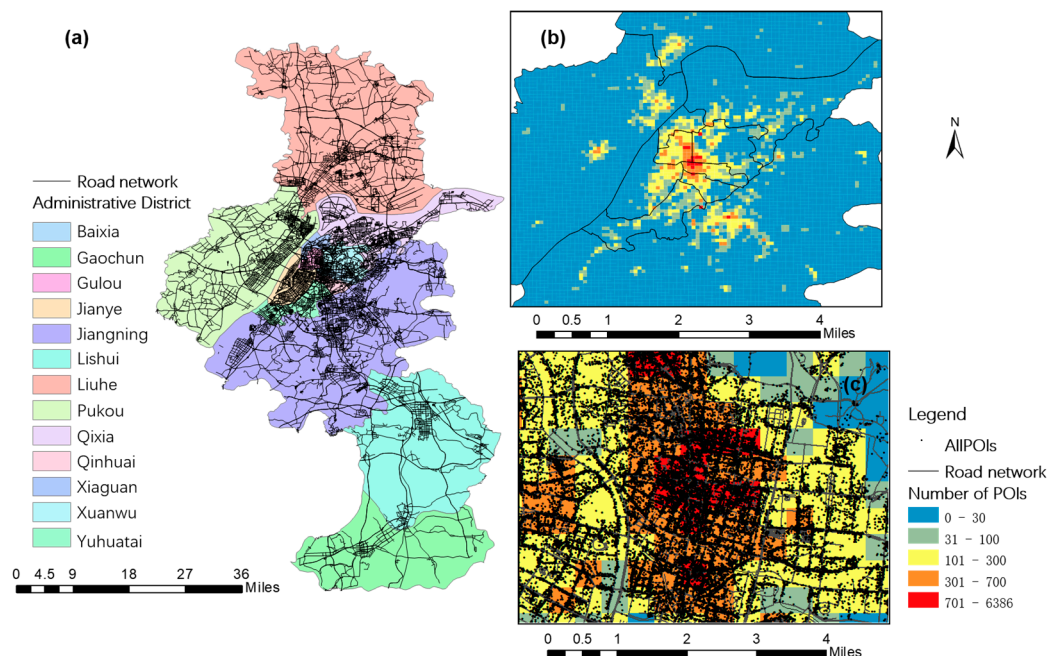 (a)
Road network
Administrative District
Baixia
Gaochun
Gulou
Jianye
Jiangning
Lishui
Liuhe
Pukou
Qixia
Qinhuai
Xiaguan
Xuanwu
Yuhuatai
0 4.5 9 18 27 36
Miles
(b)
0 0.5 1 2 3 4
Miles
N
(c)
0 0.5 1 2 3 4
Miles
Legend
AllPOIs
Road network
Number of POIs
0 - 30
31 - 100
101 - 300
301 - 700
701 - 6386